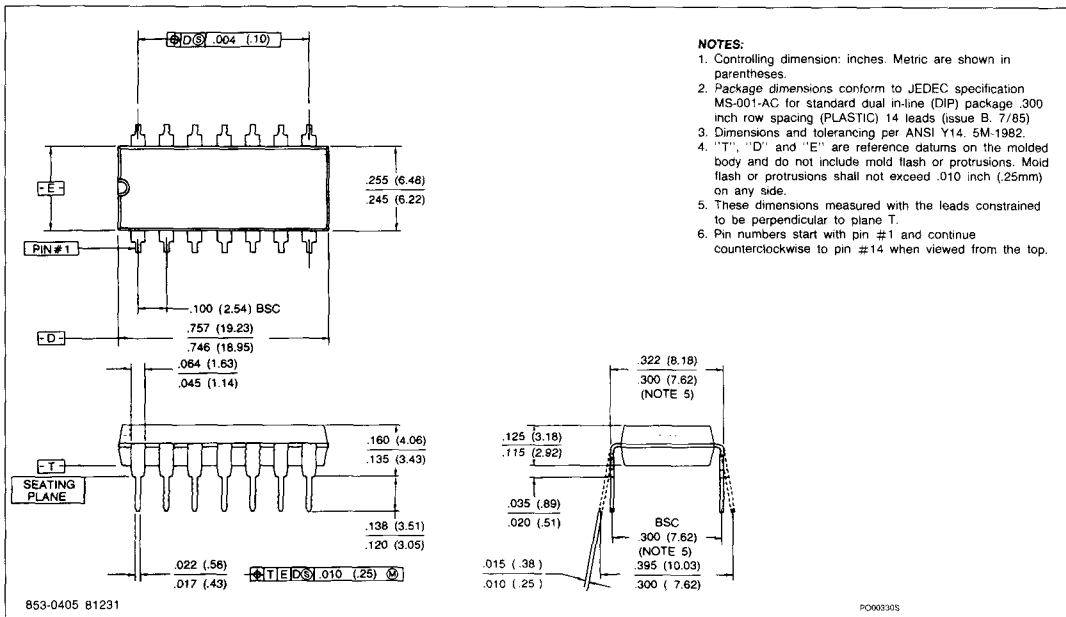 ⌖ D Ⓢ .004 (.10)
NOTES:
1. Controlling dimension: inches. Metric are shown in
parentheses.
2. Package dimensions conform to JEDEC specification
MS-001-AC for standard dual in-line (DIP) package .300
inch row spacing (PLASTIC) 14 leads (issue B. 7/85)
3. Dimensions and tolerancing per ANSI Y14. 5M-1982.
4. "T", "D" and "E" are reference datums on the molded
body and do not include mold flash or protrusions. Mold
flash or protrusions shall not exceed .010 inch (.25mm)
on any side.
5. These dimensions measured with the leads constrained
to be perpendicular to plane T.
6. Pin numbers start with pin #1 and continue
counterclockwise to pin #14 when viewed from the top.
-E-
.255 (6.48)
.245 (6.22)
PIN #1
.100 (2.54) BSC
-D-
.757 (19.23)
.746 (18.95)
.064 (1.63)
.045 (1.14)
.160 (4.06)
.135 (3.43)
-T-
SEATING
PLANE
.138 (3.51)
.120 (3.05)
.022 (.56)
.017 (.43)
⌖ T E D Ⓢ .010 (.25) Ⓜ
.322 (8.18)
.300 (7.62)
(NOTE 5)
.125 (3.18)
.115 (2.92)
.035 (.89)
.020 (.51)
BSC
.300 (7.62)
(NOTE 5)
.015 (.38)
.010 (.25)
.395 (10.03)
.300 (7.62)
853-0405 81231
PO00330S